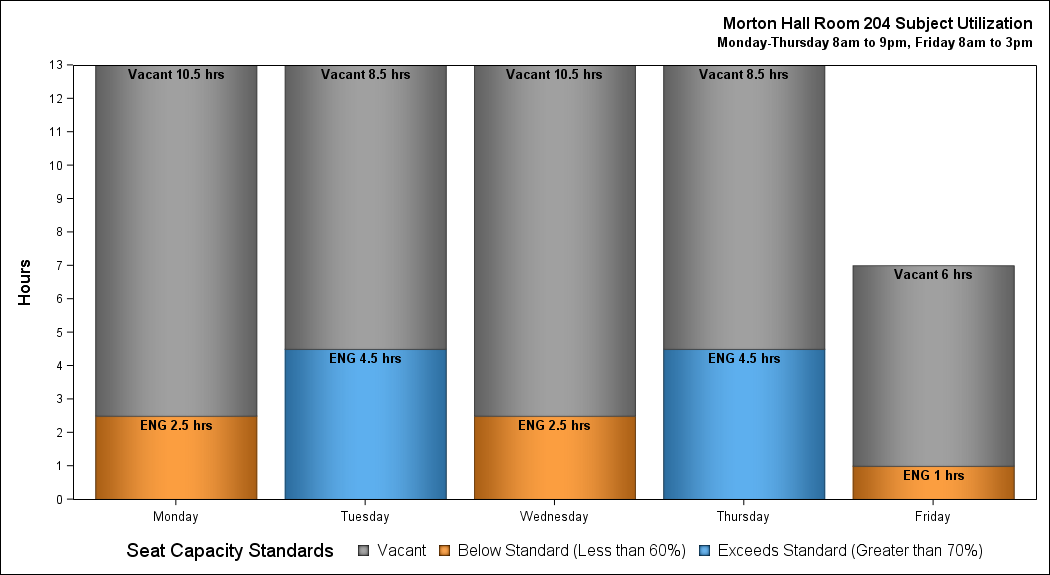 Morton Hall Room 204 Subject Utilization
Monday-Thursday 8am to 9pm, Friday 8am to 3pm
Hours
13
12
11
10
9
8
7
6
5
4
3
2
1
0
Vacant 10.5 hrs
Vacant 8.5 hrs
Vacant 10.5 hrs
Vacant 8.5 hrs
Vacant 6 hrs
ENG 2.5 hrs
ENG 4.5 hrs
ENG 2.5 hrs
ENG 4.5 hrs
ENG 1 hrs
Monday
Tuesday
Wednesday
Thursday
Friday
Seat Capacity Standards
Vacant
Below Standard (Less than 60%)
Exceeds Standard (Greater than 70%)